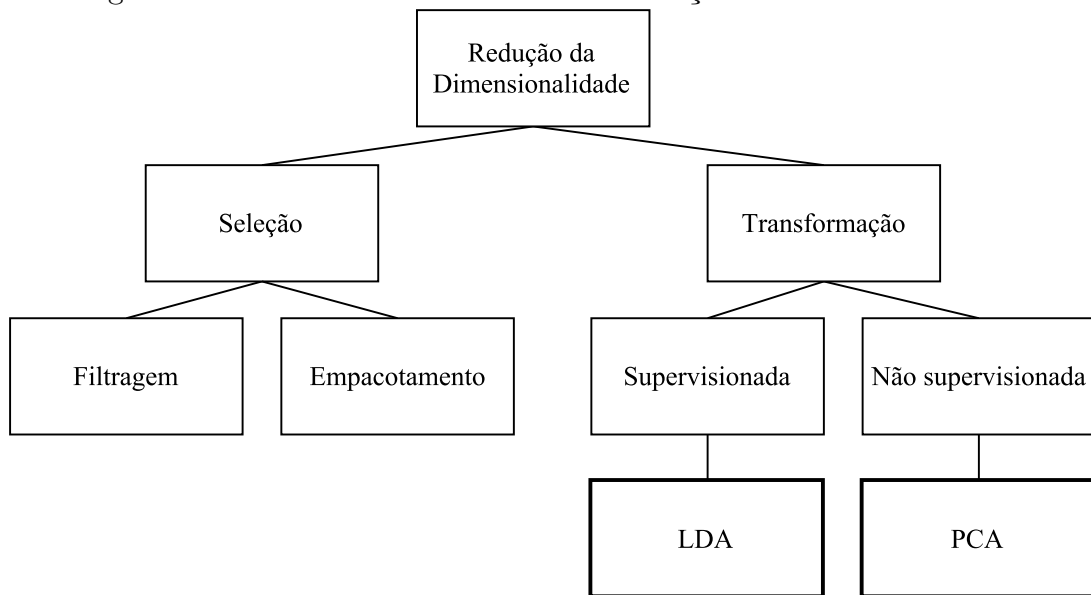 Redução da
Dimensionalidade
Seleção
Transformação
Filtragem
Empacotamento
Supervisionada
Não supervisionada
LDA
PCA